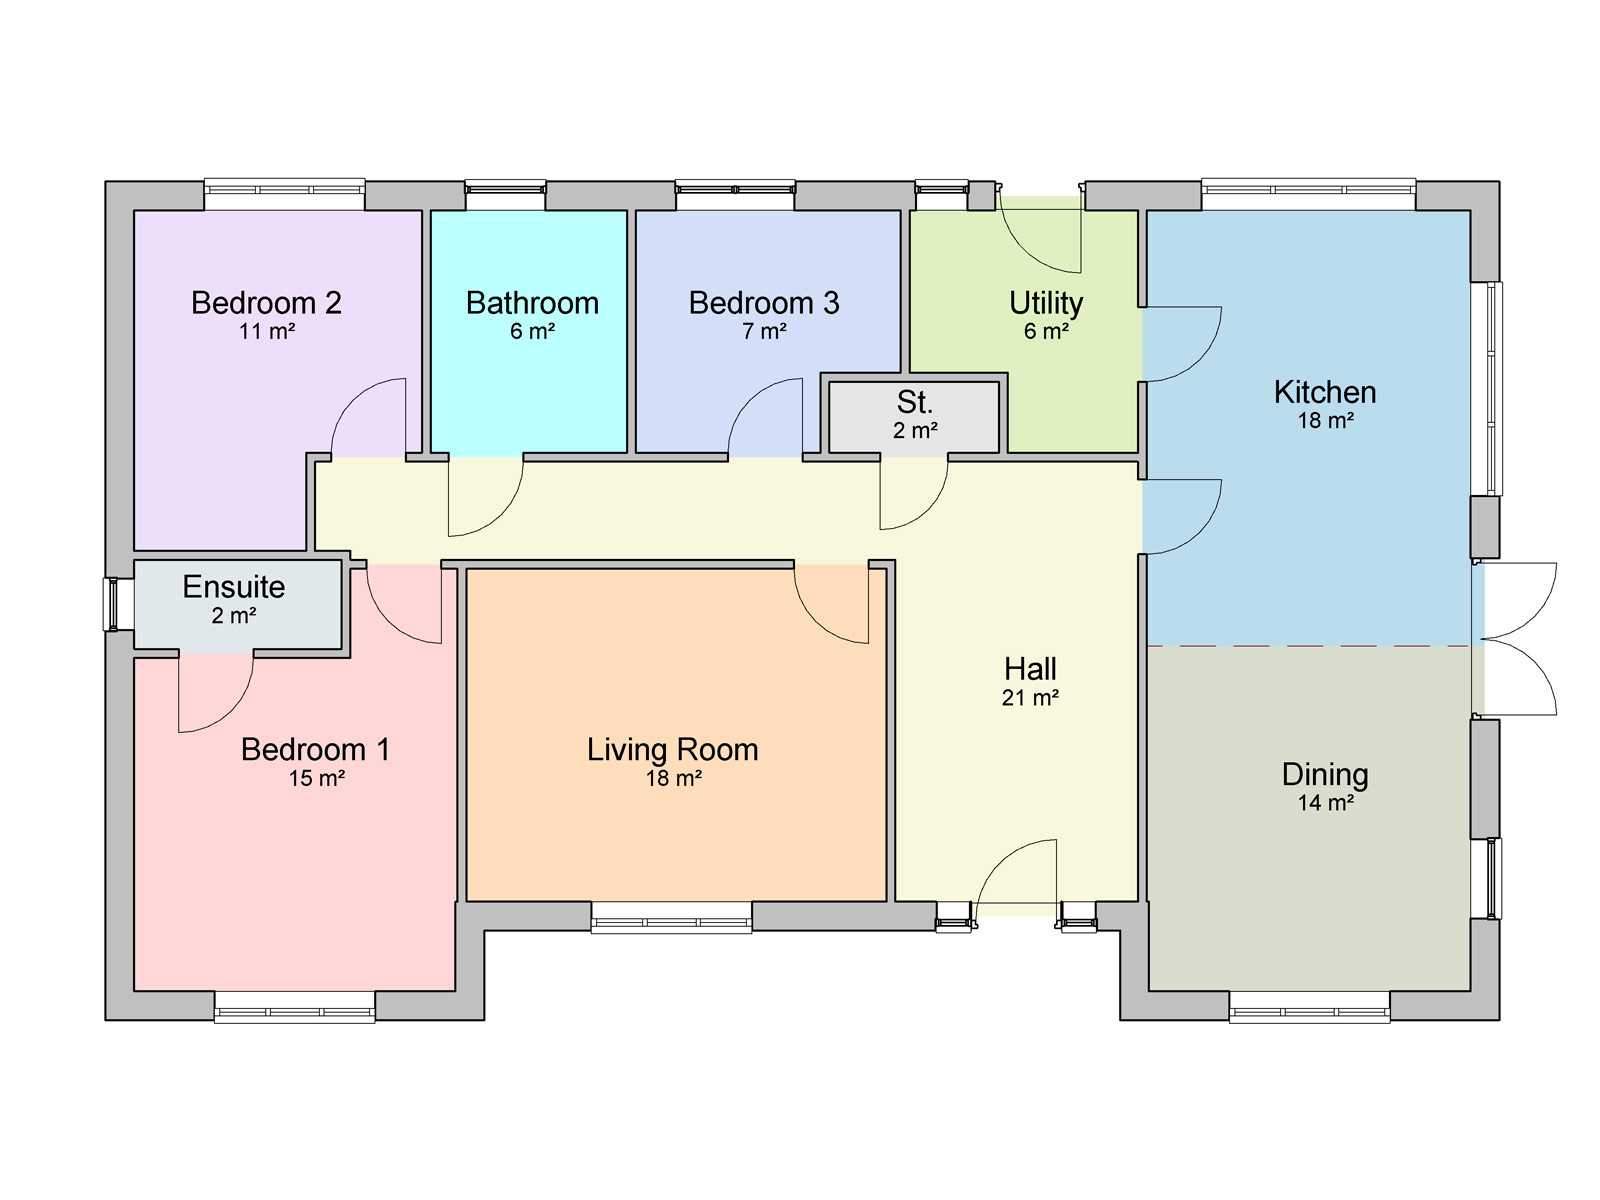 Bedroom 2
11 m²
Bathroom
6 m²
Bedroom 3
7 m²
Utility
6 m²
St.
2 m²
Kitchen
18 m²
Ensuite
2 m²
Hall
21 m²
Bedroom 1
15 m²
Living Room
18 m²
Dining
14 m²